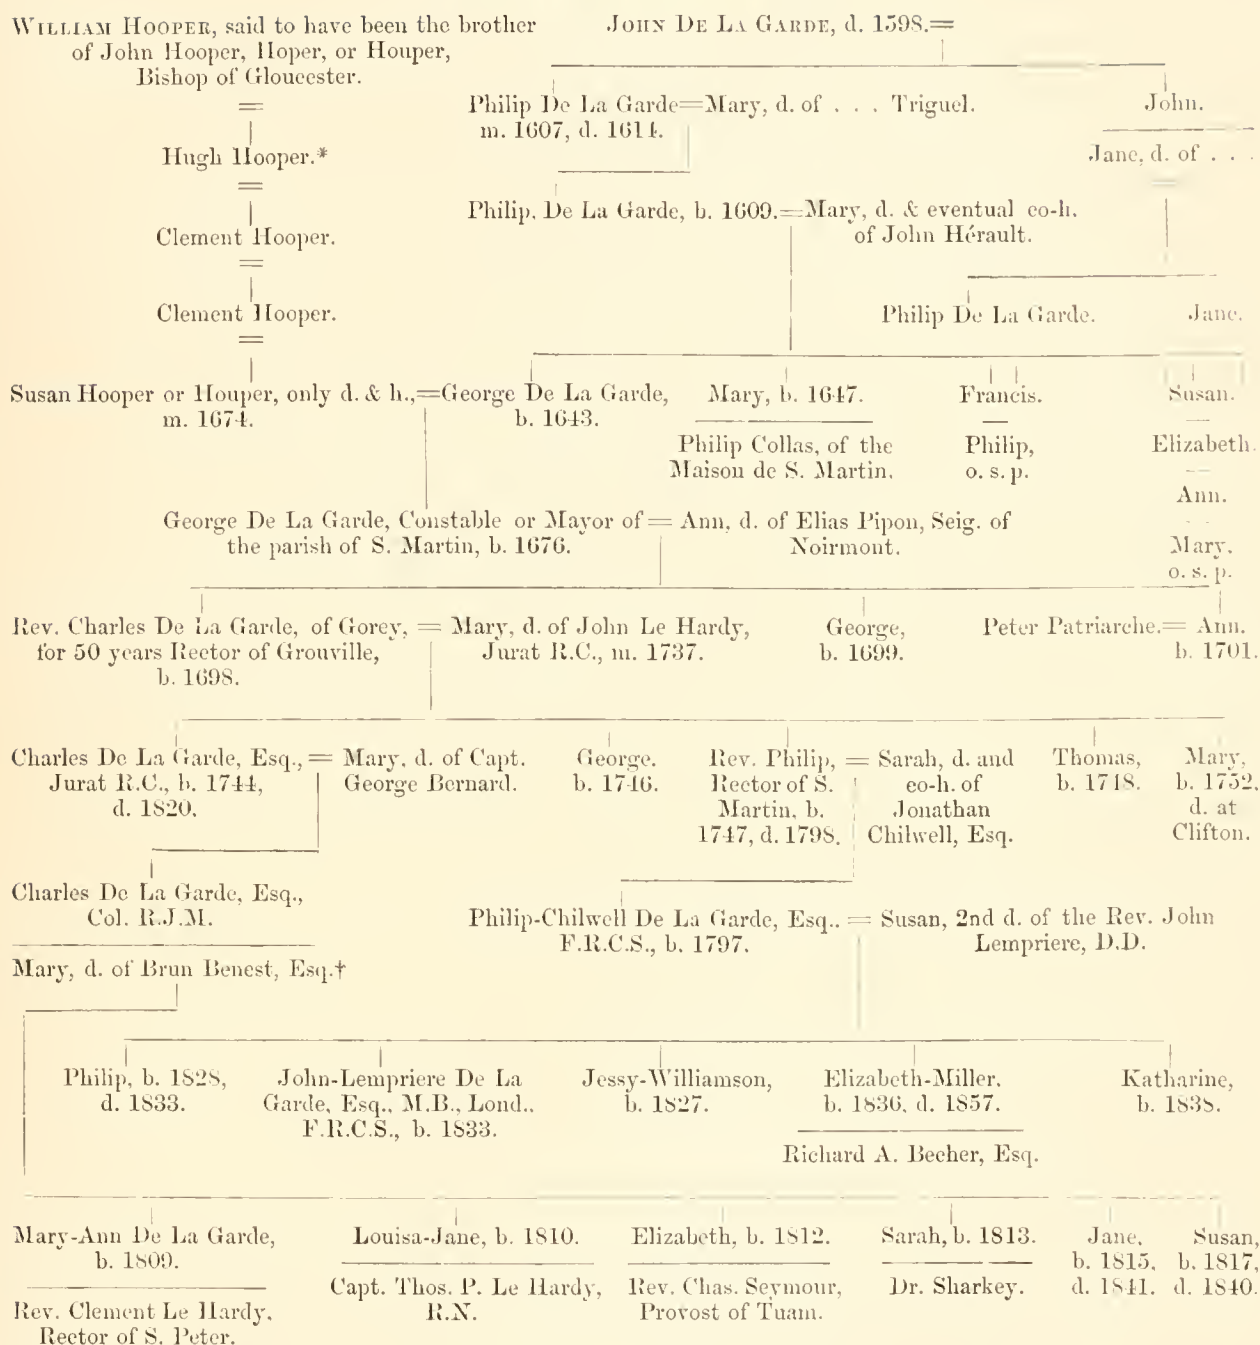 WILLIAM HOOPER, said to have been the brother
of John Hooper, Hoper, or Houper,
Bishop of Gloucester.
JOHN DE LA GARDE, d. 1598.=
=
Philip De La Garde=Mary, d. of . . . Triguel.
m. 1607, d. 1614.
John.
Jane, d. of . . .
Hugh Hooper.*
=
Philip. De La Garde, b. 1609.=Mary, d. & eventual co-h.
of John Hérault.
=
Clement Hooper.
=
Clement Hooper.
=
Philip De La Garde.
Jane.
Susan Hooper or Houper, only d. & h.,=George De La Garde,
m. 1674.
b. 1643.
Mary, b. 1647.
Philip Collas, of the
Maison de S. Martin.
Francis.
—
Philip,
o. s. p.
Susan.
—
Elizabeth.
—
Ann.
—
Mary,
o. s. p.
George De La Garde, Constable or Mayor of = Ann, d. of Elias Pipon, Seig. of
the parish of S. Martin, b. 1676.
Noirmont.
Rev. Charles De La Garde, of Gorey, = Mary, d. of John Le Hardy,
for 50 years Rector of Grouville,
b. 1698.
Jurat R.C., m. 1737.
George,
b. 1699.
Peter Patriarche.= Ann.
b. 1701.
Charles De La Garde, Esq., = Mary, d. of Capt.
Jurat R.C., b. 1744,
d. 1820.
George Bernard.
George.
b. 1746.
Rev. Philip, = Sarah, d. and
Rector of S.
Martin, b.
1747, d. 1798.
co-h. of
Jonathan
Chilwell, Esq.
Thomas,
b. 1748.
Mary,
b. 1752,
d. at
Clifton.
Charles De La Garde, Esq.,
Col. R.J.M.
Mary, d. of Brun Benest, Esq.†
Philip-Chilwell De La Garde, Esq.. = Susan, 2nd d. of the Rev. John
F.R.C.S., b. 1797.
Lempriere, D.D.
Philip, b. 1828,
d. 1833.
John-Lempriere De La
Garde, Esq., M.B., Lond..
F.R.C.S., b. 1833.
Jessy-Williamson,
b. 1827.
Elizabeth-Miller.
b. 1836, d. 1857.
Richard A. Becher, Esq.
Katharine,
b. 1838.
Mary-Ann De La Garde,
b. 1809.
Rev. Clement Le Hardy,
Rector of S. Peter.
Louisa-Jane, b. 1810.
Capt. Thos. P. Le Hardy,
R.N.
Elizabeth, b. 1812.
Rev. Chas. Seymour,
Provost of Tuam.
Sarah, b. 1813.
Dr. Sharkey.
Jane,
b. 1815,
d. 1841.
Susan,
b. 1817,
d. 1840.